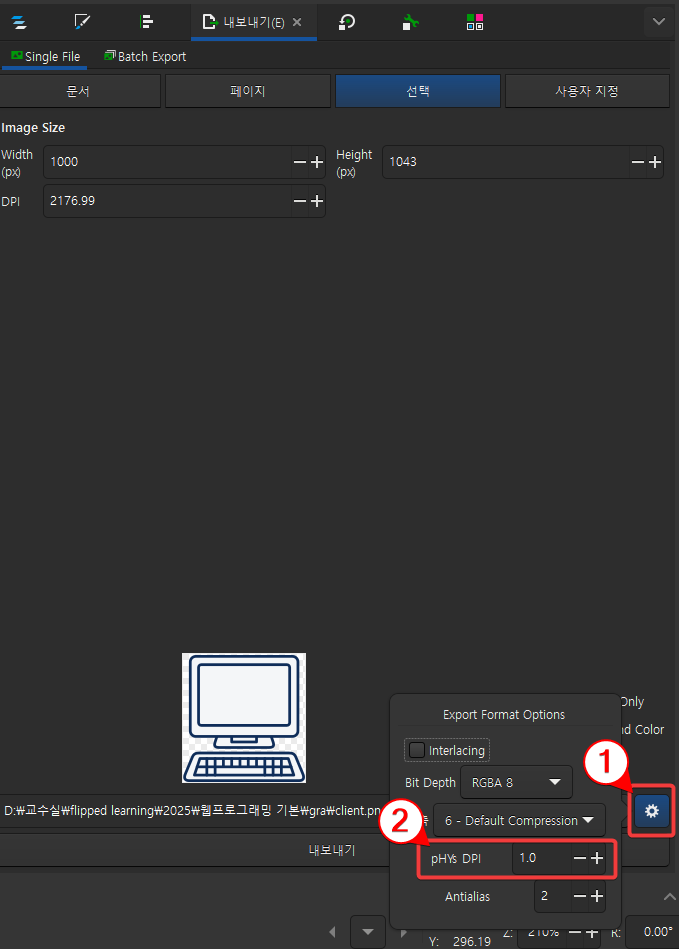 내보내기(E)
Single File
Batch Export
문서
페이지
선택
사용자 지정
Image Size
Width (px)
1000
Height (px)
1043
DPI
2176.99
Only
Export Format Options
nd Color
Interlacing
1
Bit Depth
RGBA 8
D:₩교수실₩flipped learning₩2025₩웹프로그래밍 기본₩gra₩client.pn
2
6 - Default Compression
내보내기
pHYs DPI
1.0
Antialias
2
Y:
296.19
Z:
210%
R:
0.00°